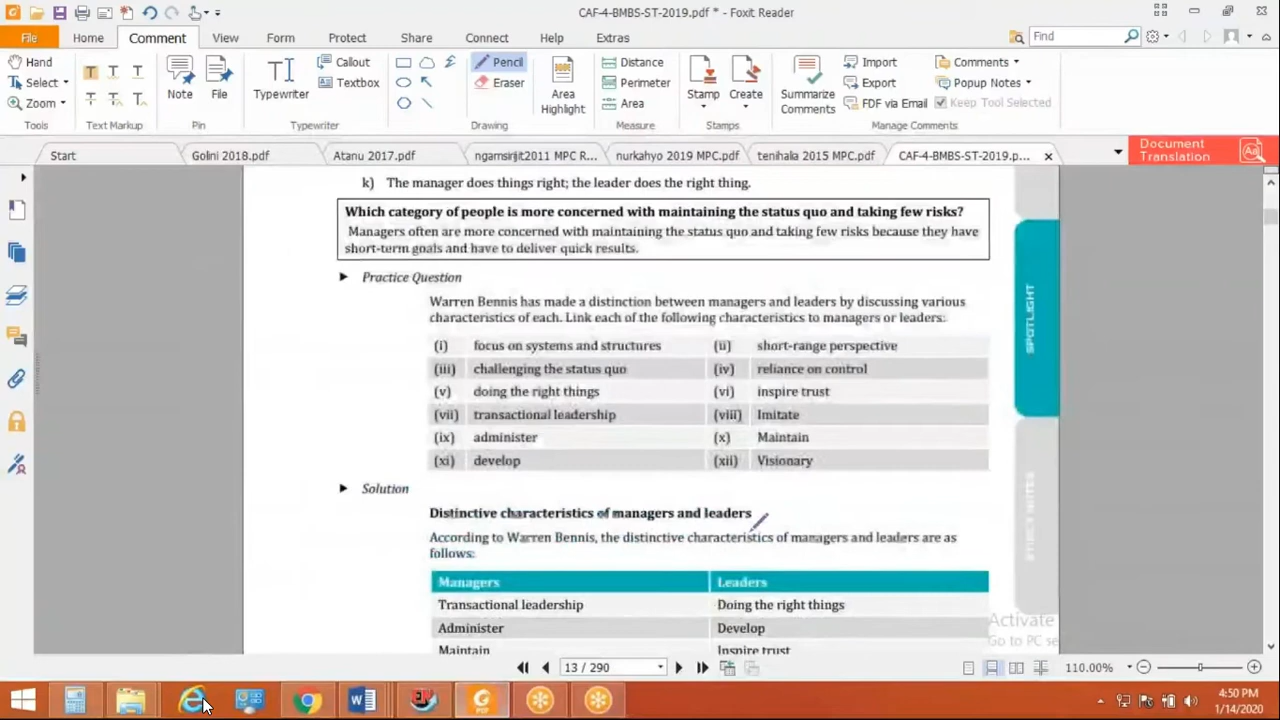 CAF-4-BMBS-ST-2019.pdf * - Foxit Reader
File Home Comment View Form Protect Share Connect Help Extras Find
Hand
Select
Zoom
Tools
Text Markup
Note
File
Pin
Typewriter
Callout
Textbox
Typewriter
Pencil
Eraser
Drawing
Area
Highlight
Distance
Perimeter
Area
Measure
Stamp
Create
Stamps
Summarize
Comments
Import
Export
FDF via Email
Comments
Popup Notes
Keep Tool Selected
Manage Comments
Start Golini 2018.pdf Atanu 2017.pdf ngamsirijit2011 MPC R... nurkahyo 2019 MPC.pdf tenihala 2015 MPC.pdf CAF-4-BMBS-ST-2019.p...
Document
Translation
k) The manager does things right; the leader does the right thing.
Which category of people is more concerned with maintaining the status quo and taking few risks?
Managers often are more concerned with maintaining the status quo and taking few risks because they have
short-term goals and have to deliver quick results.
Practice Question
Warren Bennis has made a distinction between managers and leaders by discussing various
characteristics of each. Link each of the following characteristics to managers or leaders:
(i) focus on systems and structures (ii) short-range perspective
(iii) challenging the status quo (iv) reliance on control
(v) doing the right things (vi) inspire trust
(vii) transactional leadership (viii) Imitate
(ix) administer (x) Maintain
(xi) develop (xii) Visionary
Solution
Distinctive characteristics of managers and leaders
According to Warren Bennis, the distinctive characteristics of managers and leaders are as
follows:
Managers Leaders
Transactional leadership Doing the right things
Administer Develop
Maintain Inspire trust
SPOTLIGHT
STICKY NOTES
Activate
Go to PC se
13 / 290
110.00%
4:50 PM
1/14/2020